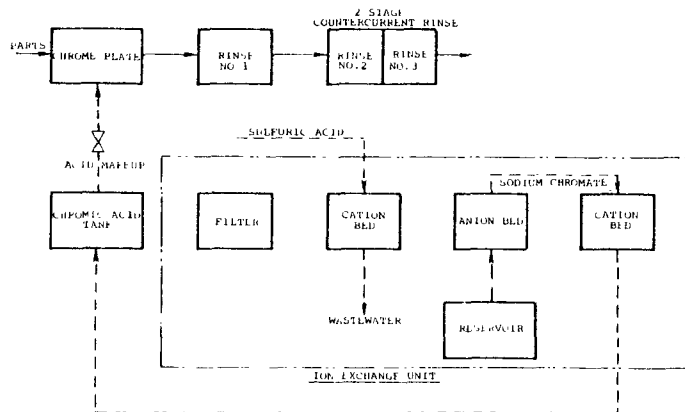 2 STAGE
COUNTERCURRENT RINSE
PARTS
CHROME PLATE
RINSE
NO 1
RINSE
NO.2
RINSE
NO.3
SULFURIC ACID
ACID MAKEUP
SODIUM CHROMATE
CHROMIC ACID
TANK
FILTER
CATION
BED
ANION BED
CATION
BED
WASTEWATER
RESERVOIR
ION EXCHANGE UNIT